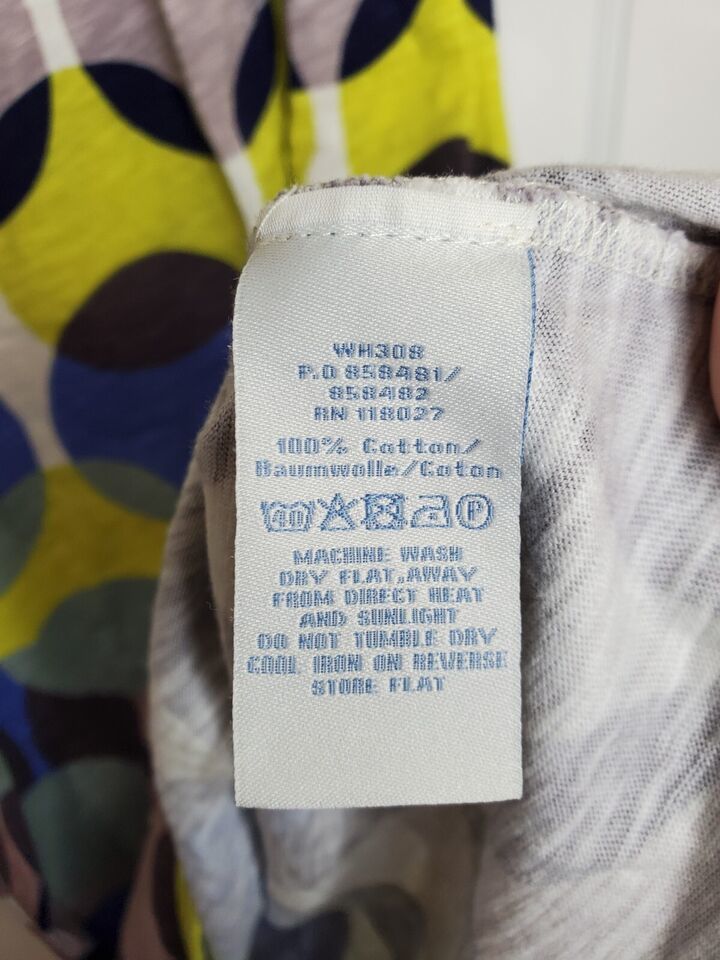 WH308
P.O 858481/
858482
RN 118027
100% Cotton/
Baumwolle/Coton
40 P
MACHINE WASH
DRY FLAT,,AWAY
FROM DIRECT HEAT
AND SUNLIGHT
DO NOT TUMBLE DRY
COOL IRON ON REVERSE
STORE FLAT